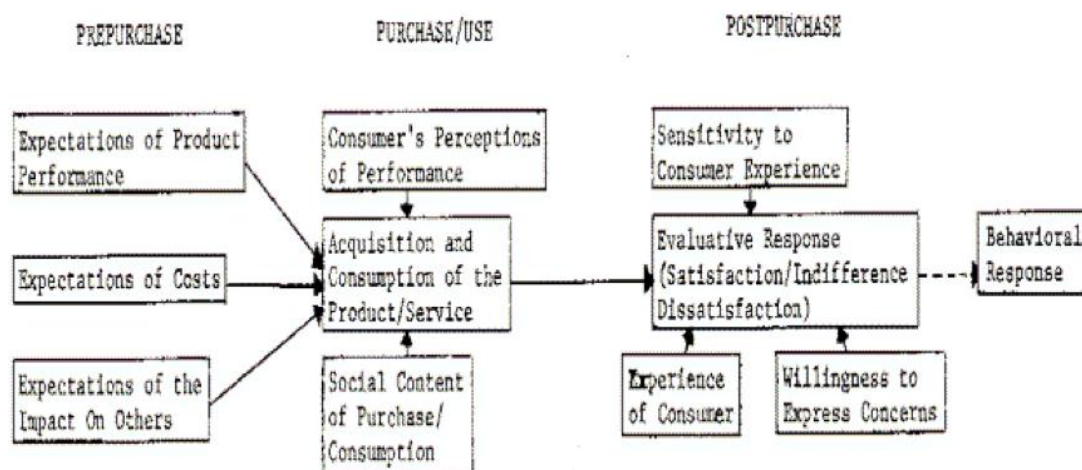 PREPURCHASE
PURCHASE/USE
POSTPURCHASE
Expectations of Product
Performance
Consumer's Perceptions
of Performance
Sensitivity to
Consumer Experience
Expectations of Costs
Acquisition and
Consumption of the
Product/Service
Evaluative Response
(Satisfaction/Indifference
Dissatisfaction)
Behavioral
Response
Expectations of the
Impact On Others
Social Content
of Purchase/
Consumption
Experience
of Consumer
Willingness to
Express Concerns